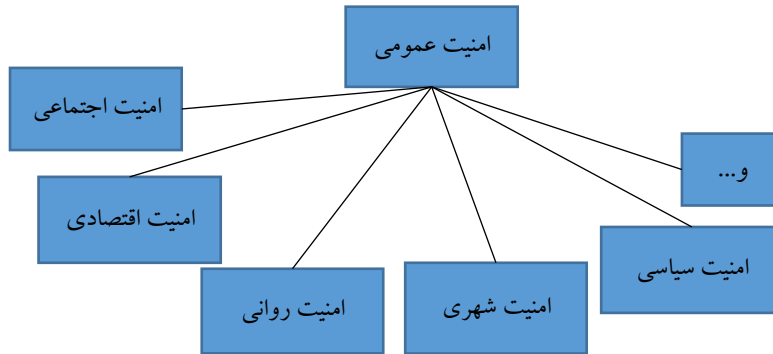 امنیت عمومی
امنیت اجتماعی
و...
امنیت اقتصادی
امنیت سیاسی
امنیت شهری
امنیت روانی